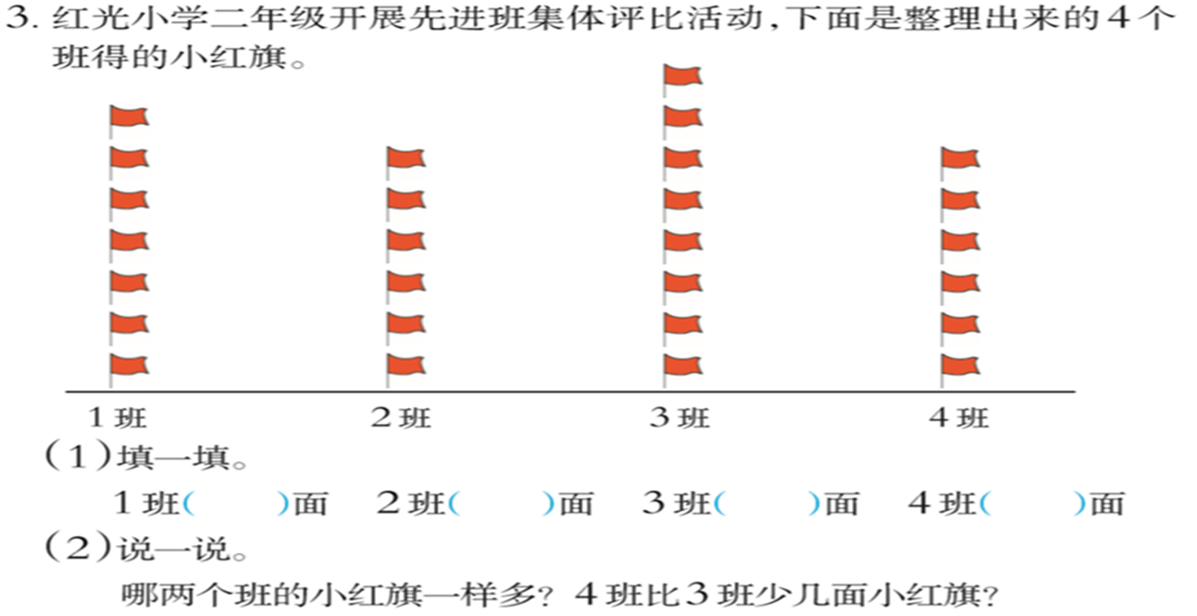 3. 红光小学二年级开展先进班集体评比活动,下面是整理出来的4个
班得的小红旗。
1班 2班 3班 4班
(1)填一填。
1班( )面 2班( )面 3班( )面 4班( )面
(2)说一说。
哪两个班的小红旗一样多? 4班比3班少几面小红旗?